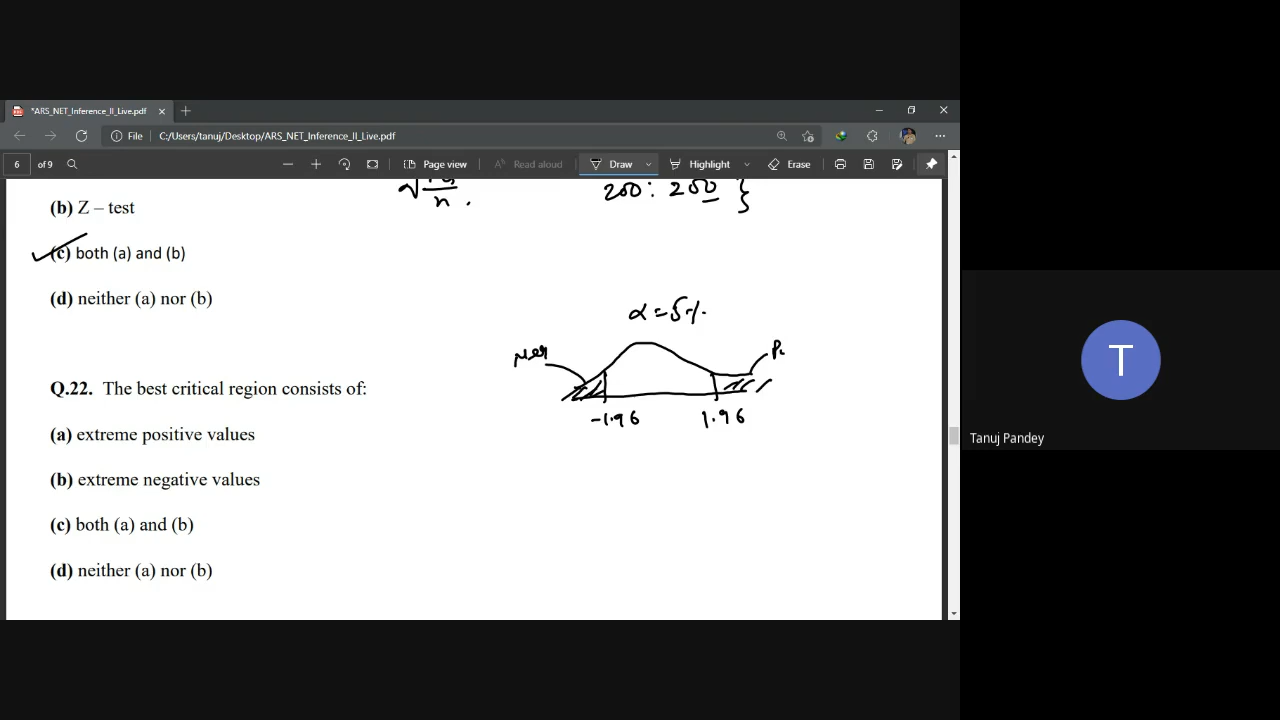 *ARS_NET_Inference_II_Live.pdf
File C:/Users/tanuj/Desktop/ARS_NET_Inference_II_Live.pdf
6 of 9 Page view Read aloud Draw Highlight Erase
n . 200 : 200 }
(b) Z – test
(c) both (a) and (b)
(d) neither (a) nor (b)
α = 5%
-1.96 1.96
Q.22. The best critical region consists of:
(a) extreme positive values
(b) extreme negative values
(c) both (a) and (b)
(d) neither (a) nor (b)
T
Tanuj Pandey